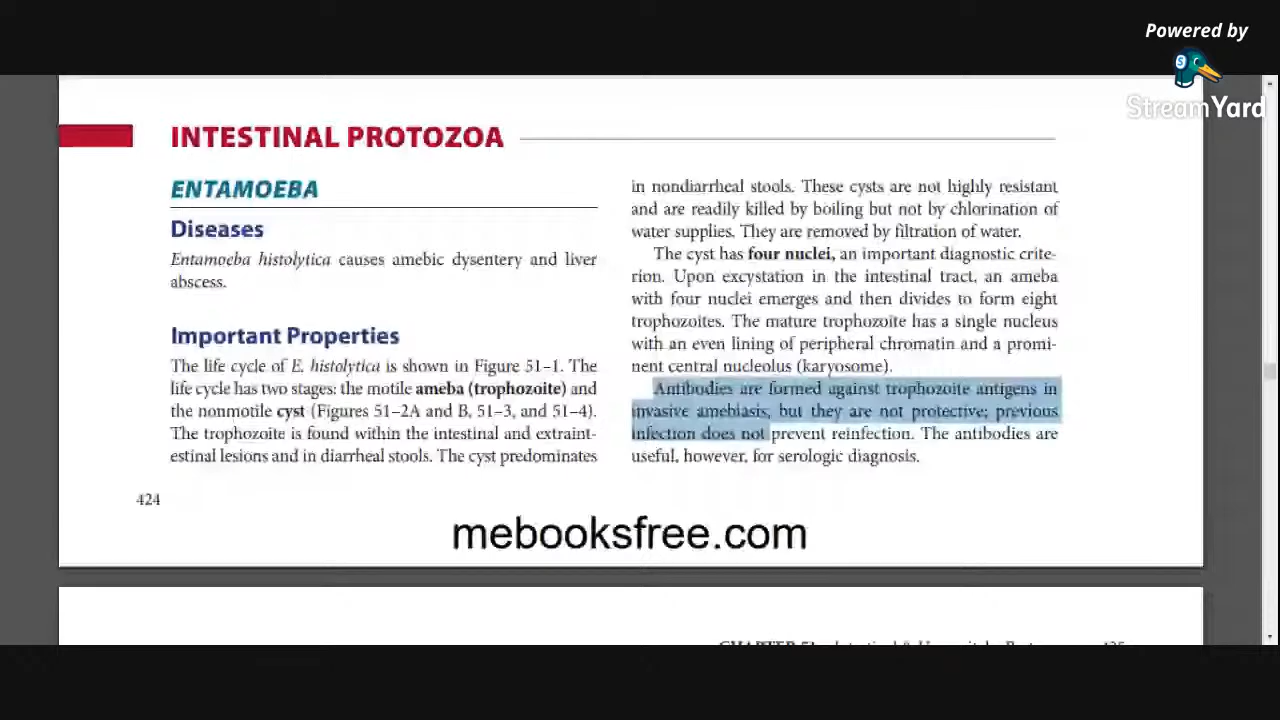 Powered by
StreamYard
INTESTINAL PROTOZOA
ENTAMOEBA
Diseases
Entamoeba histolytica causes amebic dysentery and liver
abscess.
Important Properties
The life cycle of E. histolytica is shown in Figure 51–1. The
life cycle has two stages: the motile ameba (trophozoite) and
the nonmotile cyst (Figures 51–2A and B, 51–3, and 51–4).
The trophozoite is found within the intestinal and extraint-
estinal lesions and in diarrheal stools. The cyst predominates
in nondiarrheal stools. These cysts are not highly resistant
and are readily killed by boiling but not by chlorination of
water supplies. They are removed by filtration of water.
The cyst has four nuclei, an important diagnostic crite-
rion. Upon excystation in the intestinal tract, an ameba
with four nuclei emerges and then divides to form eight
trophozoites. The mature trophozoite has a single nucleus
with an even lining of peripheral chromatin and a promi-
nent central nucleolus (karyosome).
Antibodies are formed against trophozoite antigens in
invasive amebiasis, but they are not protective; previous
infection does not prevent reinfection. The antibodies are
useful, however, for serologic diagnosis.
424
mebooksfree.com